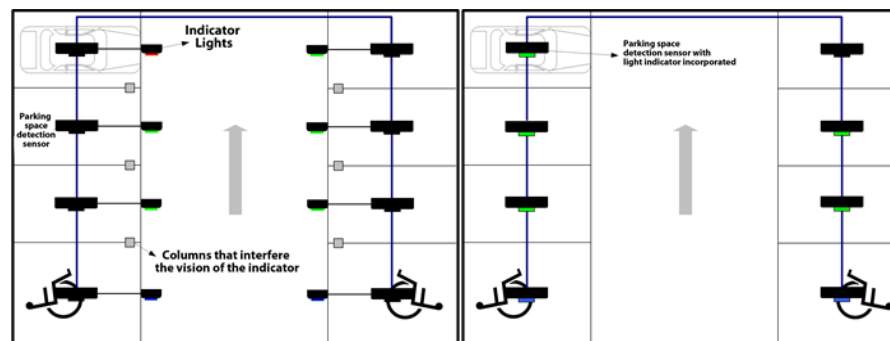 Indicator
Lights
Parking
space
detection
sensor
Columns that interfere
the vision of the indicator
Parking space
detection sensor with
light indicator incorporated